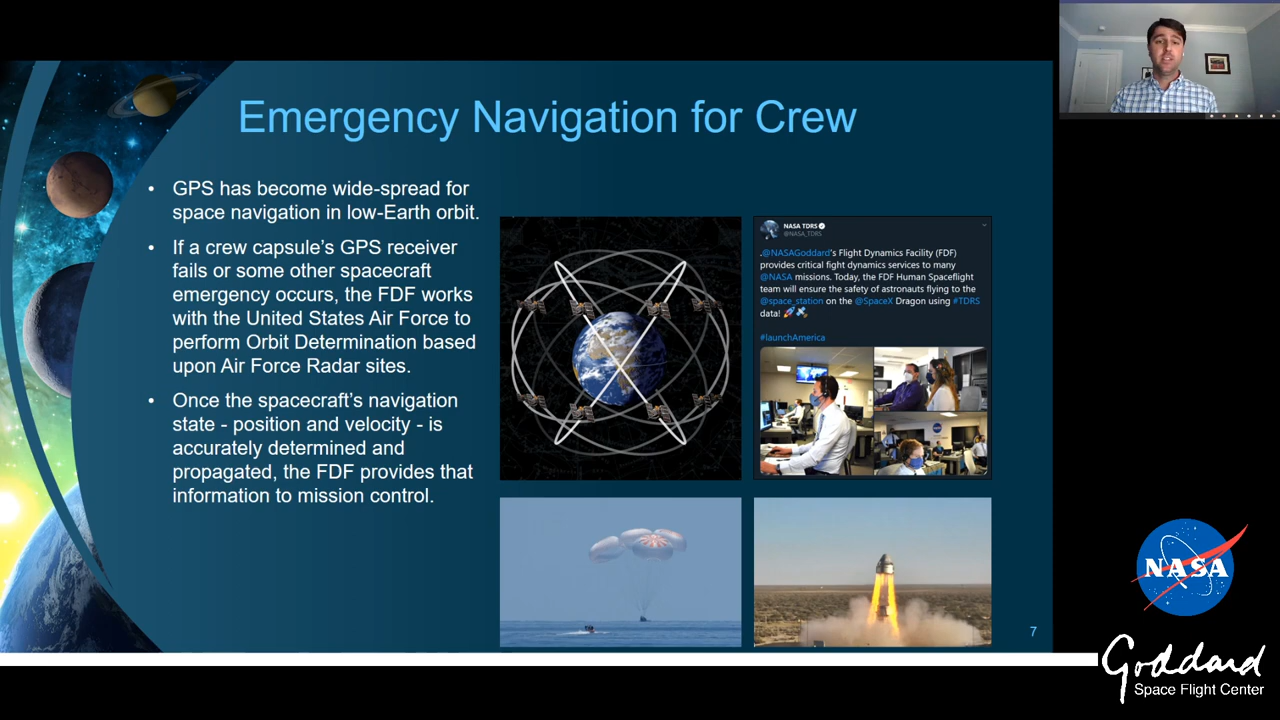 Emergency Navigation for Crew
• GPS has become wide-spread for
space navigation in low-Earth orbit.
• If a crew capsule's GPS receiver
fails or some other spacecraft
emergency occurs, the FDF works
with the United States Air Force to
perform Orbit Determination based
upon Air Force Radar sites.
• Once the spacecraft's navigation
state - position and velocity - is
accurately determined and
propagated, the FDF provides that
information to mission control.
NASA TDRS
@NASA_TDRS
.@NASAGoddard's Flight Dynamics Facility (FDF)
provides critical fight dynamics services to many
@NASA missions. Today, the FDF Human Spaceflight
team will ensure the safety of astronauts flying to the
@space_station on the @SpaceX Dragon using #TDRS
data! 🚀🛰️
#launchAmerica
7
NASA
Goddard
Space Flight Center